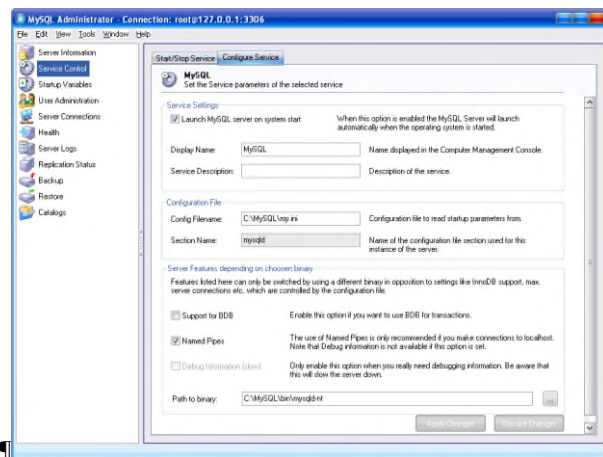 MySQL Administrator - Connection: root@127.0.0.1:3306
File Edit View Tools Window Help
Server Information
Service Control
Startup Variables
User Administration
Server Connections
Health
Server Logs
Replication Status
Backup
Restore
Catalogs
Start/Stop Service Configure Service
MySQL
Set the Service parameters of the selected service
Service Settings
Launch MySQL server on system start
When this option is enabled the MySQL Server will launch
automatically when the operating system is started.
Display Name: MySQL Name displayed in the Computer Management Console.
Service Description: Description of the service.
Configuration File
Config Filename: C:\MySQL\my.ini Configuration file to read startup parameters from.
Section Name: mysqld Name of the configuration file section used for this
instance of the server.
Server Features depending on choosen binary
Features listed here can only be switched by using a different binary in opposition to settings like InnoDB support, max.
server connections etc. which are controlled by the configuration file.
Support for BDB Enable this option if you want to use BDB for transactions.
Named Pipes The use of Named Pipes is only recommended if you make connections to localhost.
Note that Debug information is not available if this option is set.
Debug Information (slow) Only enable this option when you really need debugging information. Be aware that
this will slow the server down.
Path to binary: C:\MySQL\bin\mysqld-nt ...
Apply Changes Discard Changes
¶